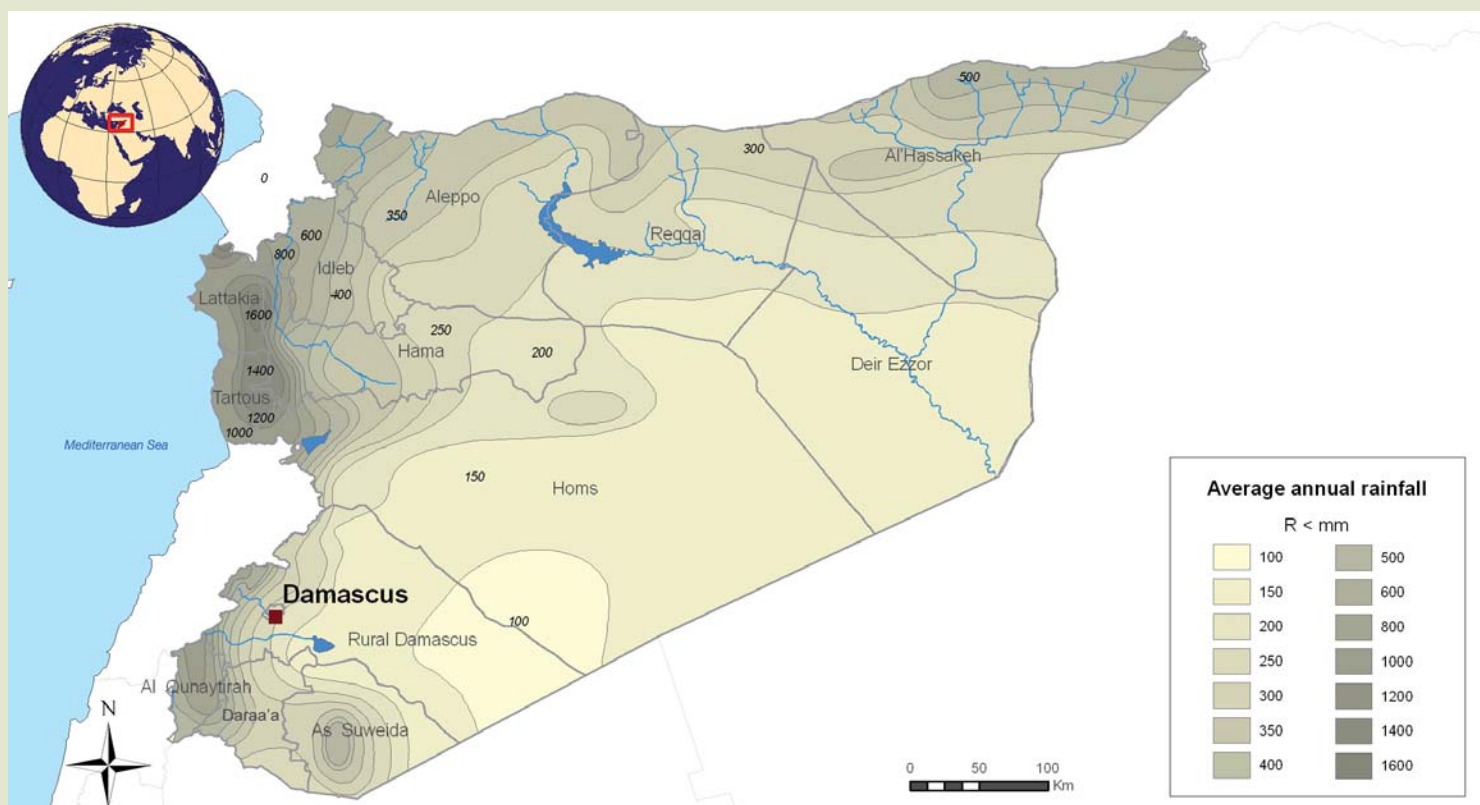 500
300
Al'Hassakeh
0
Aleppo
350
600
Reqqa
800
Idleb
400
Lattakia
1600
250
Hama
200
1400
Deir Ezzor
Tartous
1200
1000
Mediterranean Sea
150
Homs
Damascus
100
Rural Damascus
Al Qunaytirah
Daraa'a
As Suweida
N
0 50 100
Km
Average annual rainfall
R < mm
100 500
150 600
200 800
250 1000
300 1200
350 1400
400 1600